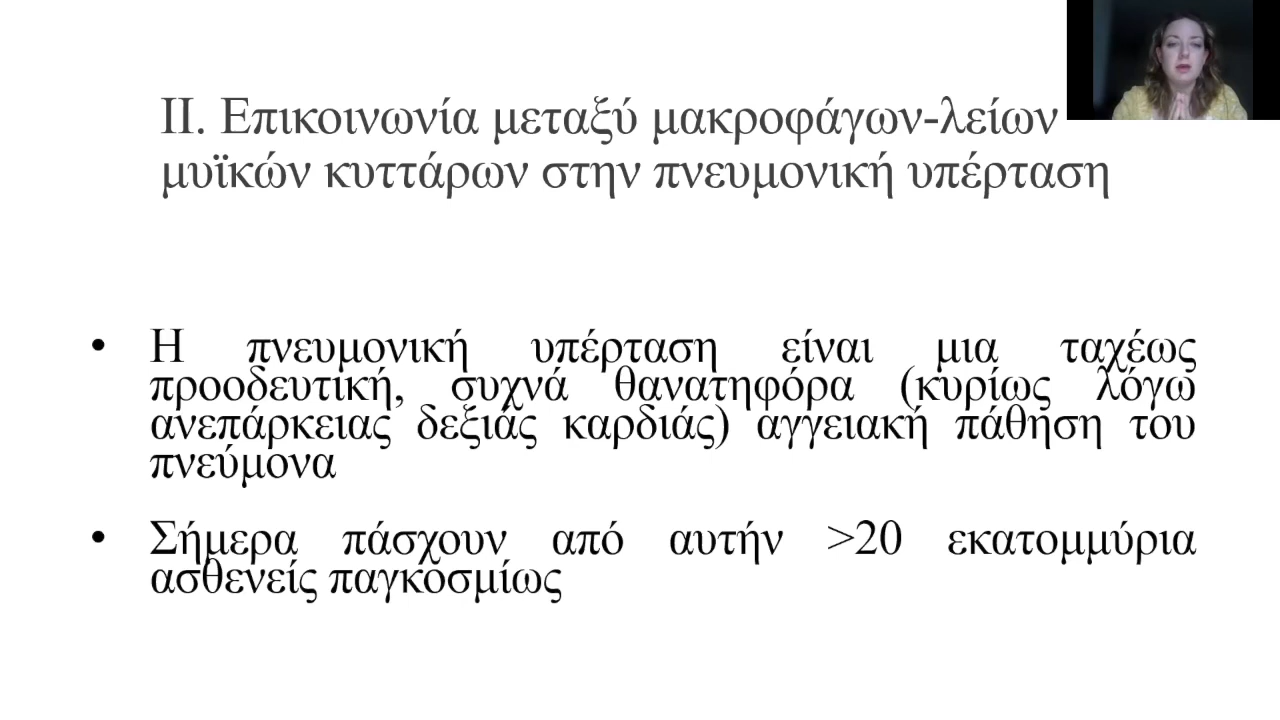 II. Επικοινωνία μεταξύ μακροφάγων-λείων
μυϊκών κυττάρων στην πνευμονική υπέρταση
• Η πνευμονική υπέρταση είναι μια ταχέως
προοδευτική, συχνά θανατηφόρα (κυρίως λόγω
ανεπάρκειας δεξιάς καρδιάς) αγγειακή πάθηση του
πνεύμονα
• Σήμερα πάσχουν από αυτήν >20 εκατομμύρια
ασθενείς παγκοσμίως